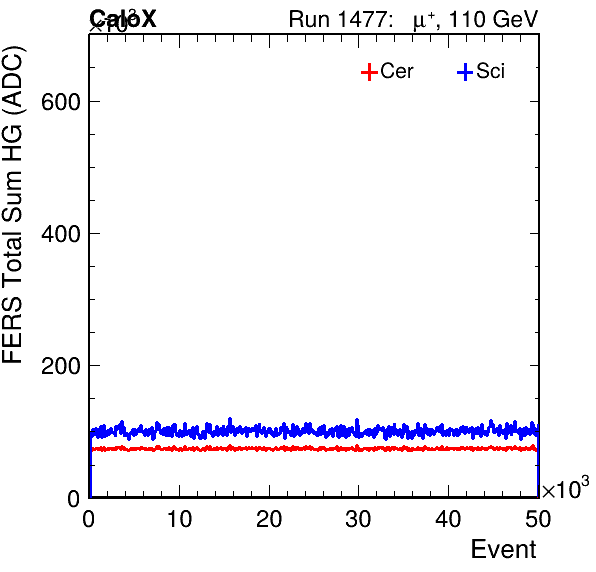 CaloX
×10³
Run 1477: μ⁺, 110 GeV
FERS Total Sum HG (ADC)
Cer
Sci
600
400
200
0
0 10 20 30 40 50
×10³
Event